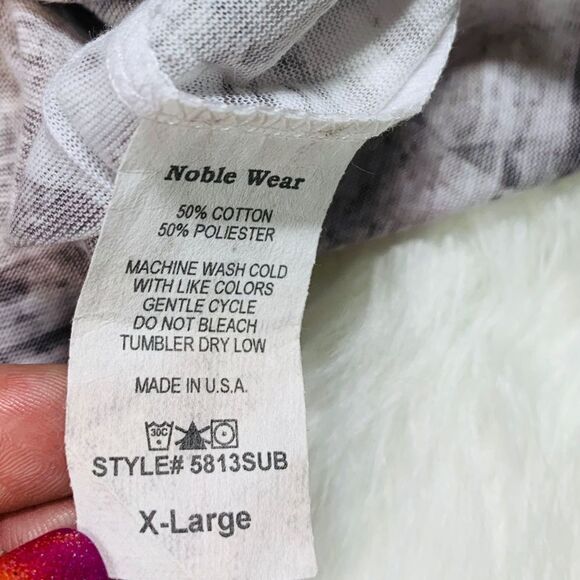 Noble Wear
50% COTTON
50% POLIESTER
MACHINE WASH COLD
WITH LIKE COLORS
GENTLE CYCLE
DO NOT BLEACH
TUMBLER DRY LOW
MADE IN U.S.A.
30C
STYLE# 5813SUB
X-Large